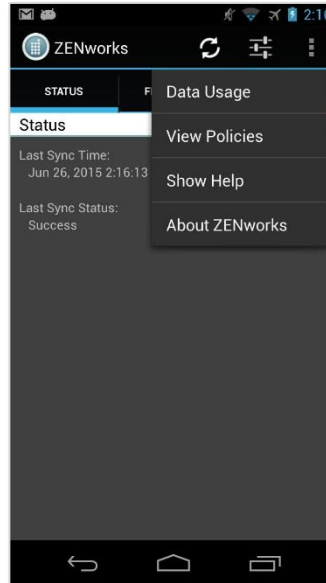 2:16
ZENworks
STATUS
Data Usage
Status
View Policies
Last Sync Time:
Jun 26, 2015 2:16:13
Show Help
Last Sync Status:
Success
About ZENworks